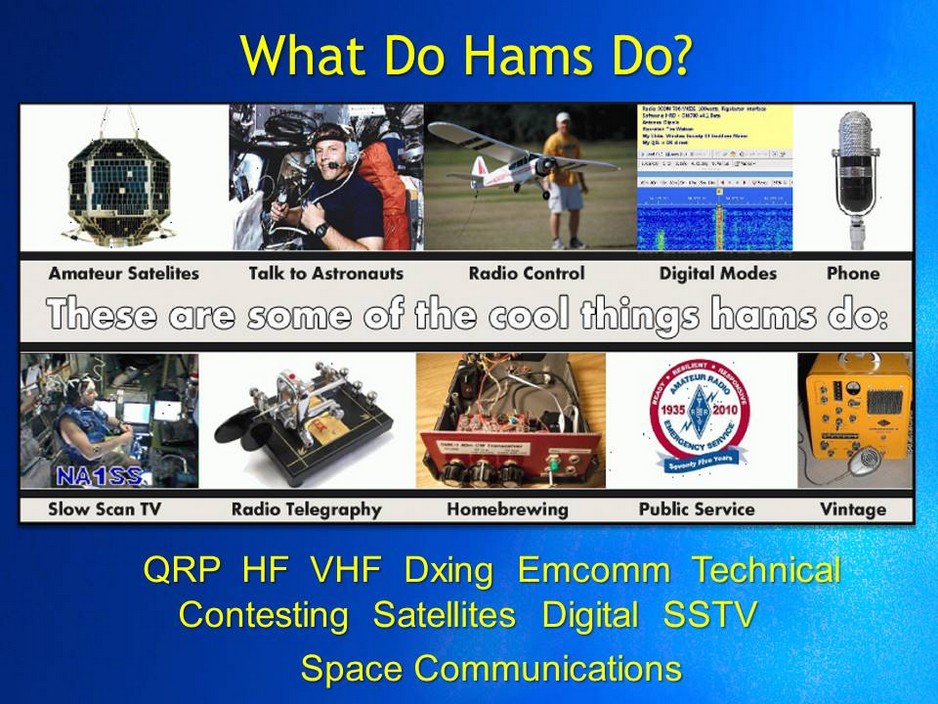 What Do Hams Do?
Amateur Satelites Talk to Astronauts Radio Control Digital Modes Phone
These are some of the cool things hams do:
NA1SS
READY RESILIENT RESPONSIVE
AMATEUR RADIO
1935 2010
EMERGENCY SERVICE
Seventy Five Years
Slow Scan TV Radio Telegraphy Homebrewing Public Service Vintage
QRP HF VHF Dxing Emcomm Technical
Contesting Satellites Digital SSTV
Space Communications